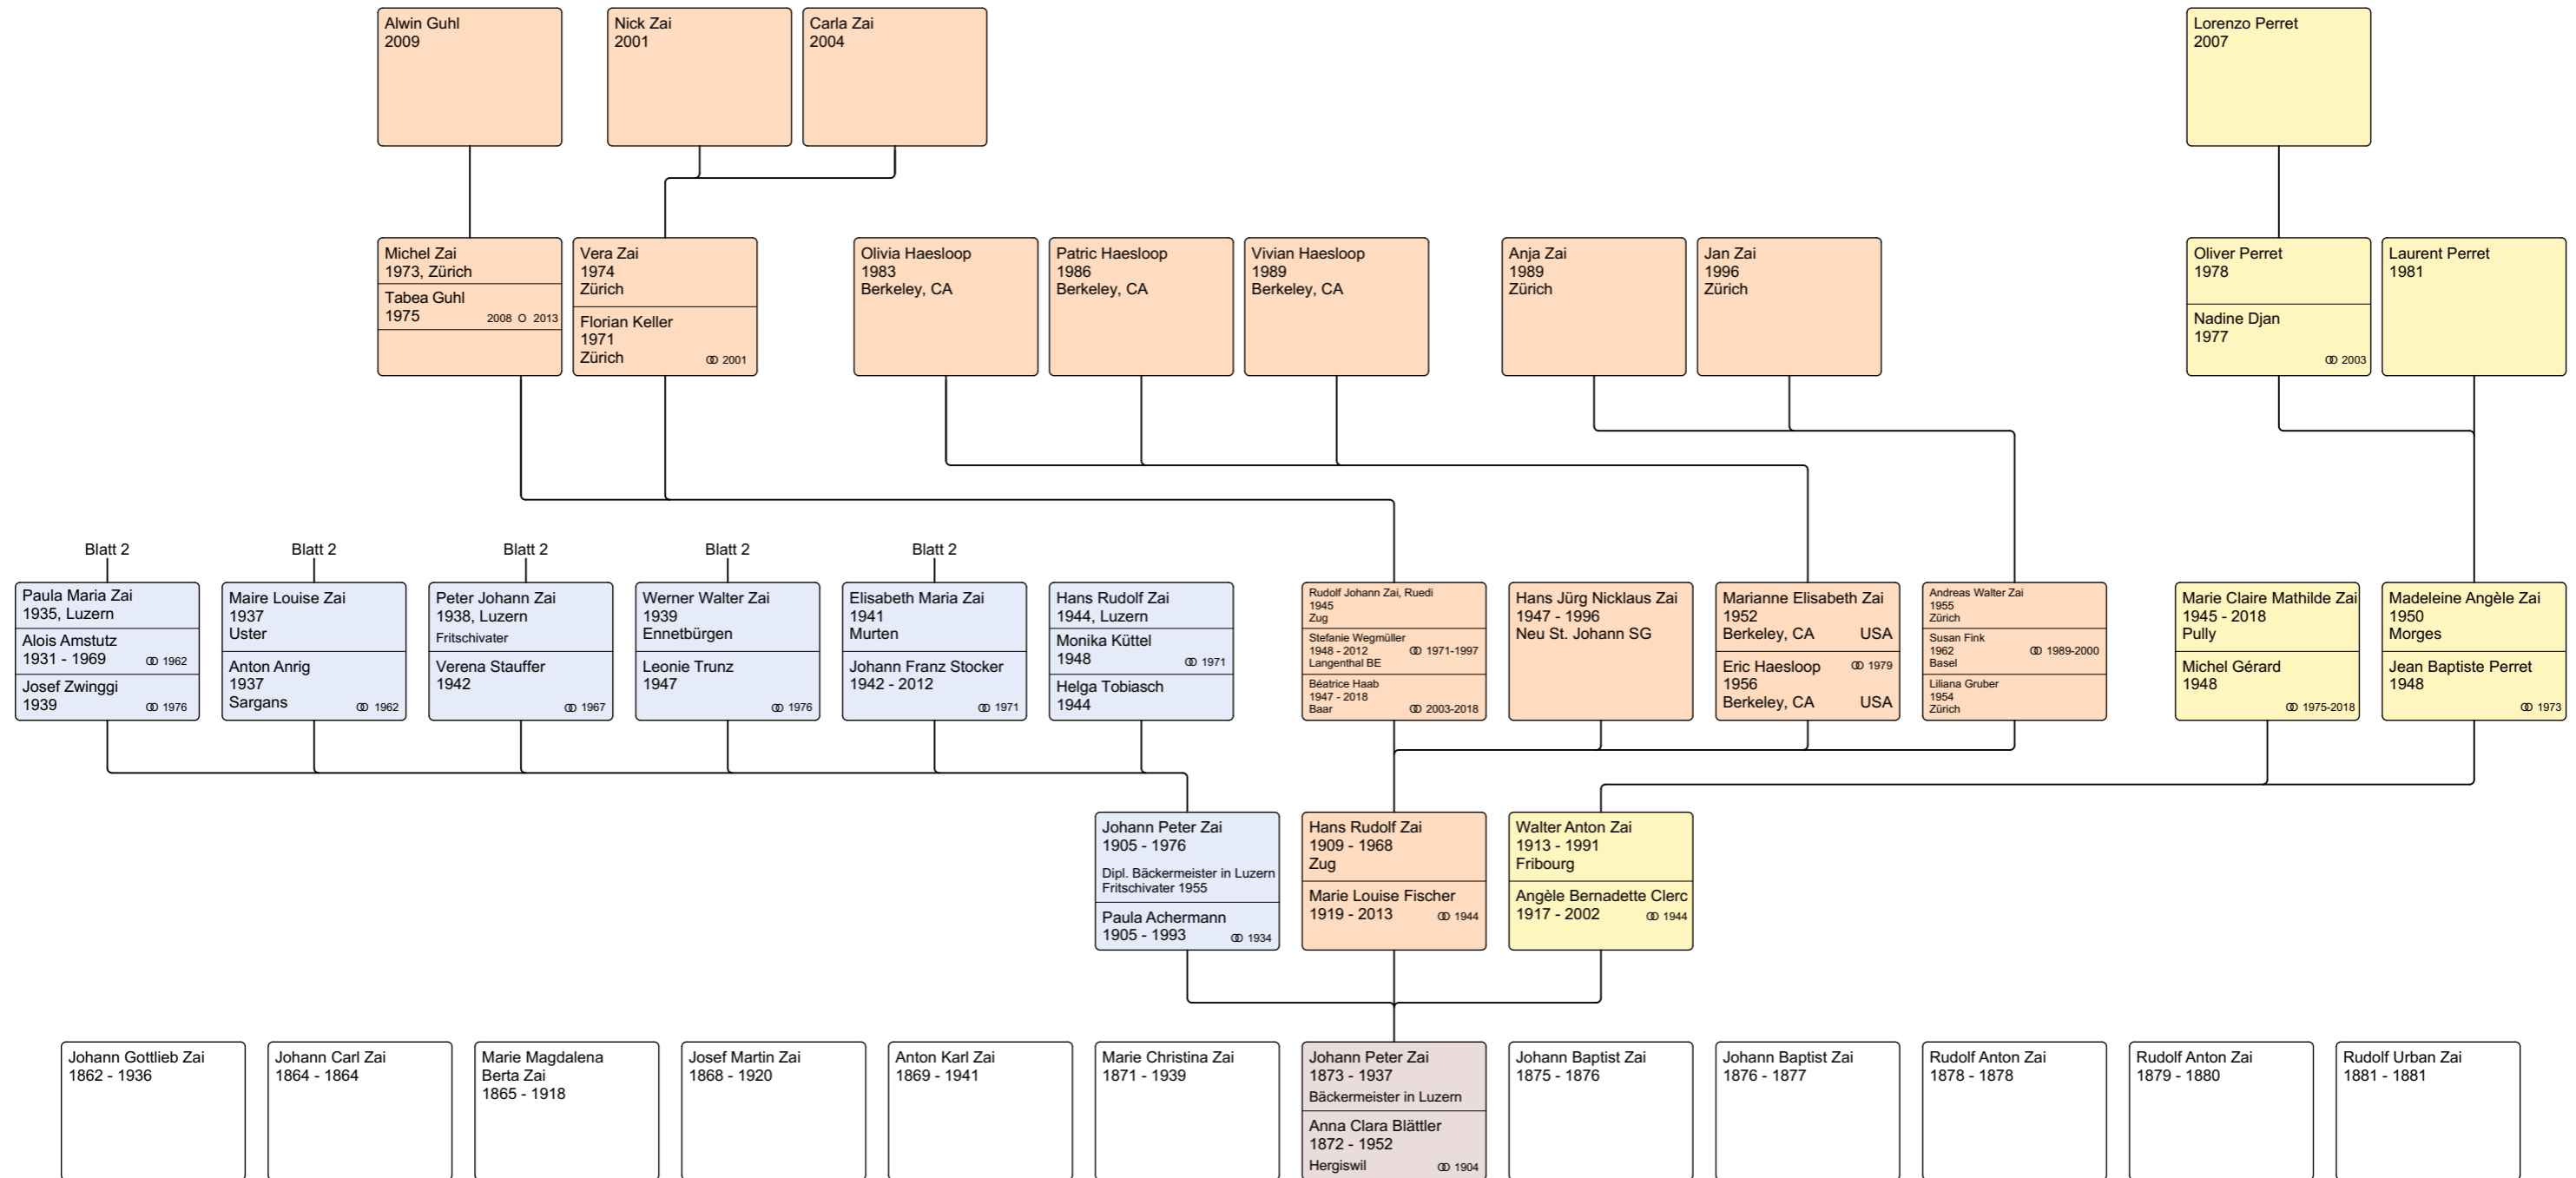 Alwin Guhl
2009
Nick Zai
2001
Carla Zai
2004
Lorenzo Perret
2007
Michel Zai
1973, Zürich
Tabea Guhl
1975 2008 O 2013
Vera Zai
1974
Zürich
Florian Keller
1971
Zürich ⚭ 2001
Olivia Haesloop
1983
Berkeley, CA
Patric Haesloop
1986
Berkeley, CA
Vivian Haesloop
1989
Berkeley, CA
Anja Zai
1989
Zürich
Jan Zai
1996
Zürich
Oliver Perret
1978
Nadine Djan
1977
⚭ 2003
Laurent Perret
1981
Blatt 2
Blatt 2
Blatt 2
Blatt 2
Blatt 2
Paula Maria Zai
1935, Luzern
Alois Amstutz
1931 - 1969 ⚭ 1962
Josef Zwinggi
1939 ⚭ 1976
Maire Louise Zai
1937
Uster
Anton Anrig
1937
Sargans ⚭ 1962
Peter Johann Zai
1938, Luzern
Fritschivater
Verena Stauffer
1942
⚭ 1967
Werner Walter Zai
1939
Ennetbürgen
Leonie Trunz
1947
⚭ 1976
Elisabeth Maria Zai
1941
Murten
Johann Franz Stocker
1942 - 2012
⚭ 1971
Hans Rudolf Zai
1944, Luzern
Monika Küttel
1948 ⚭ 1971
Helga Tobiasch
1944
Rudolf Johann Zai, Ruedi
1945
Zug
Stefanie Wegmüller
1948 - 2012 ⚭ 1971-1997
Langenthal BE
Béatrice Haab
1947 - 2018
Baar ⚭ 2003-2018
Hans Jürg Nicklaus Zai
1947 - 1996
Neu St. Johann SG
Marianne Elisabeth Zai
1952
Berkeley, CA USA
Eric Haesloop ⚭ 1979
1956
Berkeley, CA USA
Andreas Walter Zai
1955
Zürich
Susan Fink
1962 ⚭ 1989-2000
Basel
Liliana Gruber
1954
Zürich
Marie Claire Mathilde Zai
1945 - 2018
Pully
Michel Gérard
1948
⚭ 1975-2018
Madeleine Angèle Zai
1950
Morges
Jean Baptiste Perret
1948
⚭ 1973
Johann Peter Zai
1905 - 1976
Dipl. Bäckermeister in Luzern
Fritschivater 1955
Paula Achermann
1905 - 1993 ⚭ 1934
Hans Rudolf Zai
1909 - 1968
Zug
Marie Louise Fischer
1919 - 2013 ⚭ 1944
Walter Anton Zai
1913 - 1991
Fribourg
Angèle Bernadette Clerc
1917 - 2002 ⚭ 1944
Johann Gottlieb Zai
1862 - 1936
Johann Carl Zai
1864 - 1864
Marie Magdalena
Berta Zai
1865 - 1918
Josef Martin Zai
1868 - 1920
Anton Karl Zai
1869 - 1941
Marie Christina Zai
1871 - 1939
Johann Peter Zai
1873 - 1937
Bäckermeister in Luzern
Anna Clara Blättler
1872 - 1952
Hergiswil ⚭ 1904
Johann Baptist Zai
1875 - 1876
Johann Baptist Zai
1876 - 1877
Rudolf Anton Zai
1878 - 1878
Rudolf Anton Zai
1879 - 1880
Rudolf Urban Zai
1881 - 1881